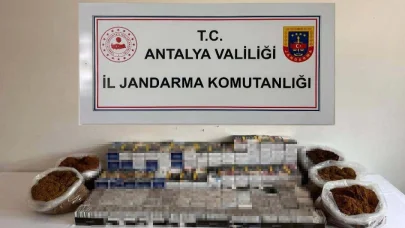 T.C.
ANTALYA VALİLİĞİ
İL JANDARMA KOMUTANLIĞI